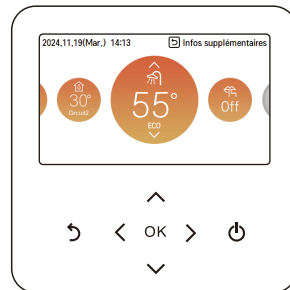 2024,11,19(Mar.) 14:13 Infos supplémentaires
30°
Circuit2
55°
ECO
Off
OK